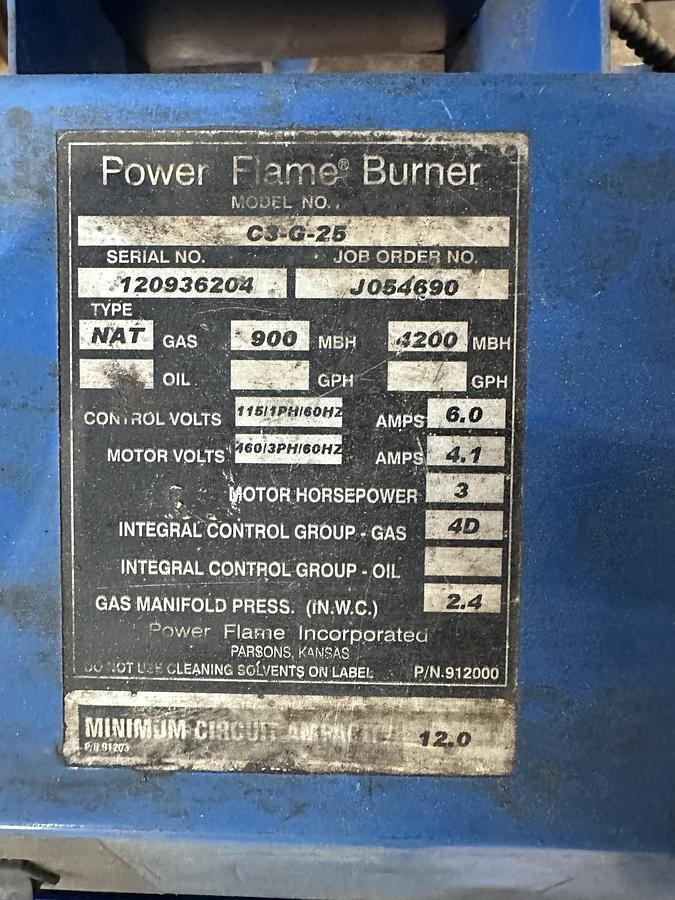 Power Flame® Burner
MODEL NO.
C3-G-25
SERIAL NO. JOB ORDER NO.
120936204 J054690
TYPE
NAT GAS 900 MBH 4200 MBH
OIL GPH GPH
CONTROL VOLTS 115/1PH/60HZ AMPS 6.0
MOTOR VOLTS 460/3PH/60HZ AMPS 4.1
MOTOR HORSEPOWER 3
INTEGRAL CONTROL GROUP - GAS 4D
INTEGRAL CONTROL GROUP - OIL
GAS MANIFOLD PRESS. (IN.W.C.) 2.4
Power Flame Incorporated
PARSONS, KANSAS
DO NOT USE CLEANING SOLVENTS ON LABEL P/N.912000
MINIMUM CIRCUIT AMPACITY 12.0
P/N 91203